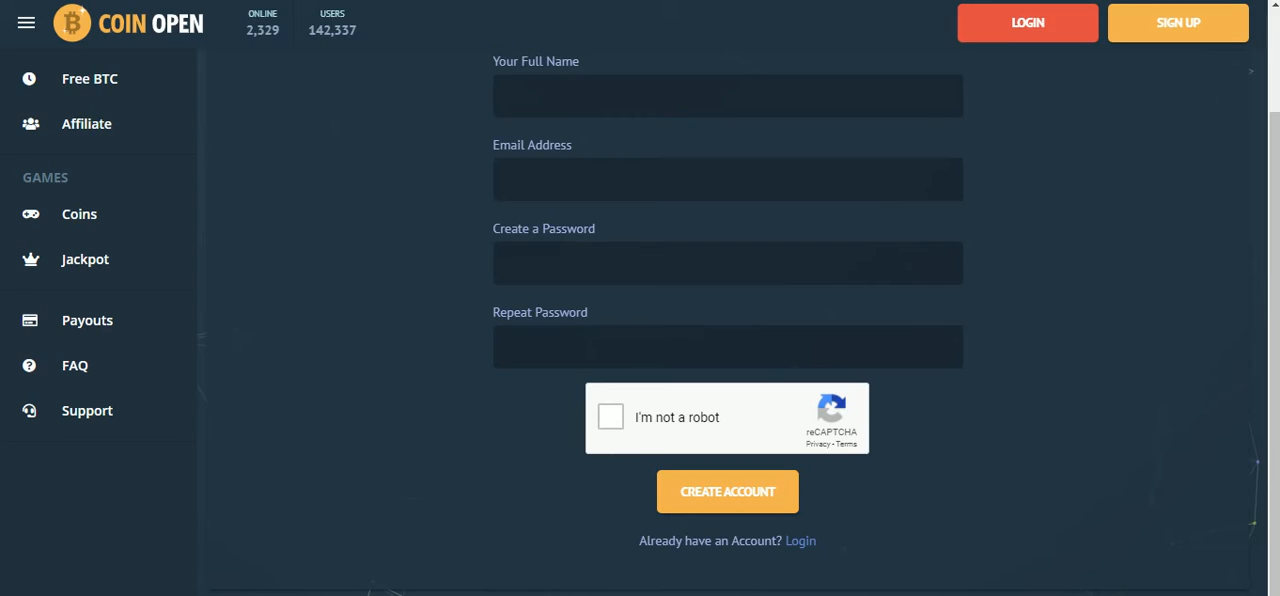 COIN OPEN
ONLINE
2,329
USERS
142,337
LOGIN
SIGN UP
Free BTC
Affiliate
GAMES
Coins
Jackpot
Payouts
FAQ
Support
Your Full Name
Email Address
Create a Password
Repeat Password
I'm not a robot
reCAPTCHA
Privacy - Terms
CREATE ACCOUNT
Already have an Account? Login